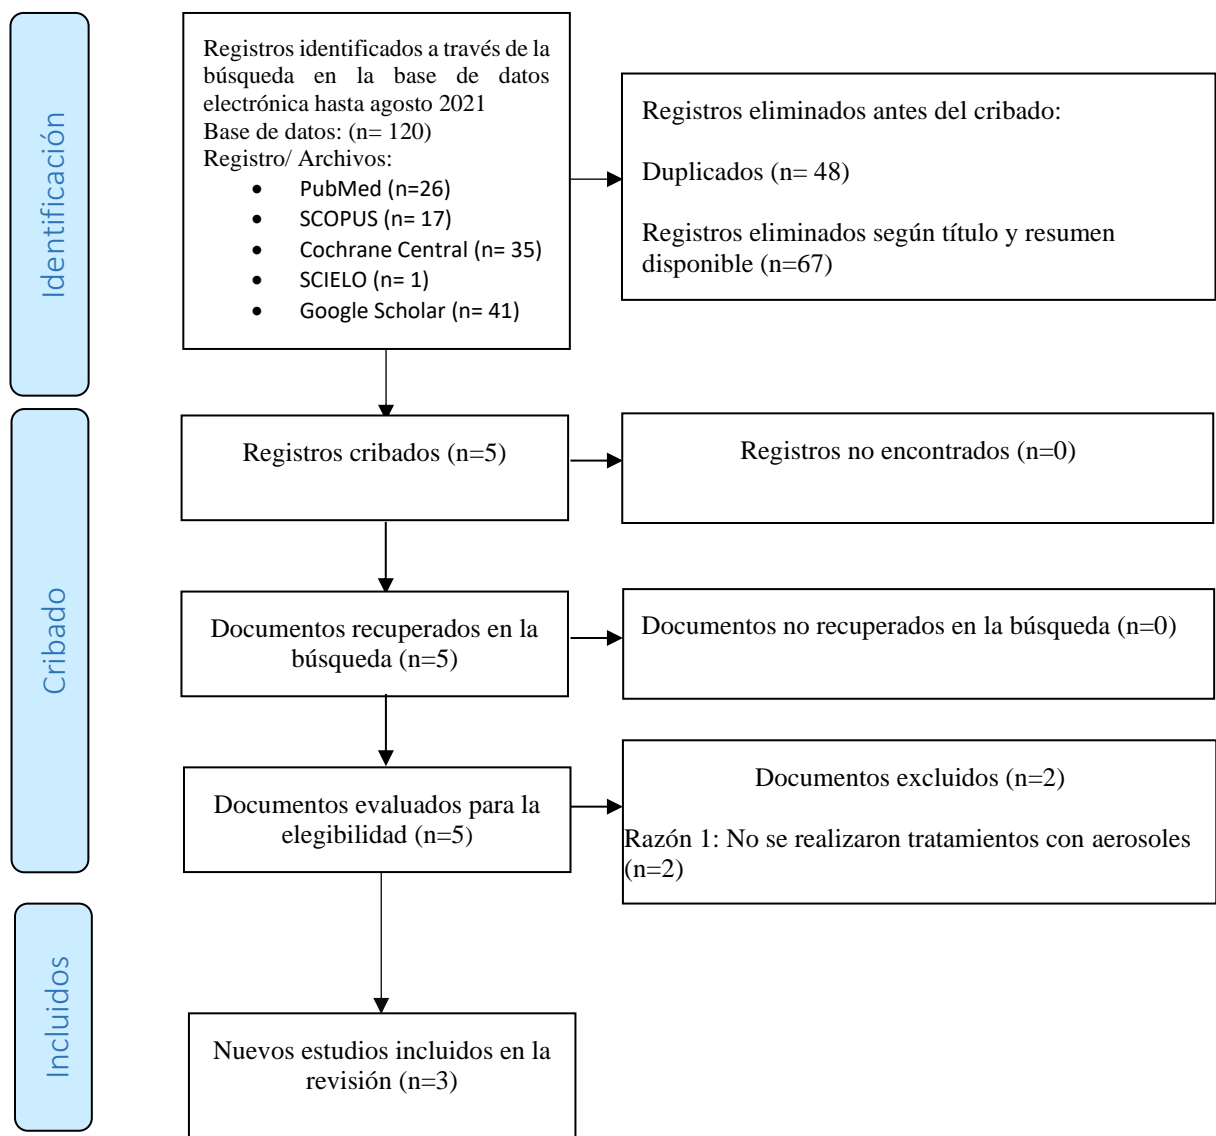 Identificación
Registros identificados a través de la
búsqueda en la base de datos
electrónica hasta agosto 2021
Base de datos: (n= 120)
Registro/ Archivos:
• PubMed (n=26)
• SCOPUS (n= 17)
• Cochrane Central (n= 35)
• SCIELO (n= 1)
• Google Scholar (n= 41)
Registros eliminados antes del cribado:
Duplicados (n= 48)
Registros eliminados según título y resumen
disponible (n=67)
Cribado
Registros cribados (n=5)
Registros no encontrados (n=0)
Documentos recuperados en la
búsqueda (n=5)
Documentos no recuperados en la búsqueda (n=0)
Documentos evaluados para la
elegibilidad (n=5)
Documentos excluidos (n=2)
Razón 1: No se realizaron tratamientos con aerosoles
(n=2)
Incluidos
Nuevos estudios incluidos en la
revisión (n=3)